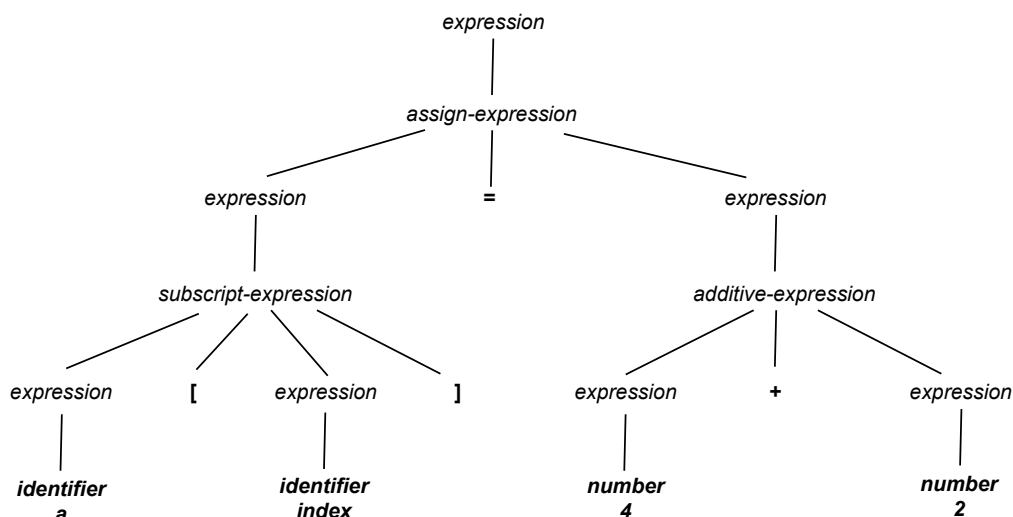 expression
assign-expression
expression = expression
subscript-expression additive-expression
expression [ expression ] expression + expression
identifier identifier number number
a index 4 2